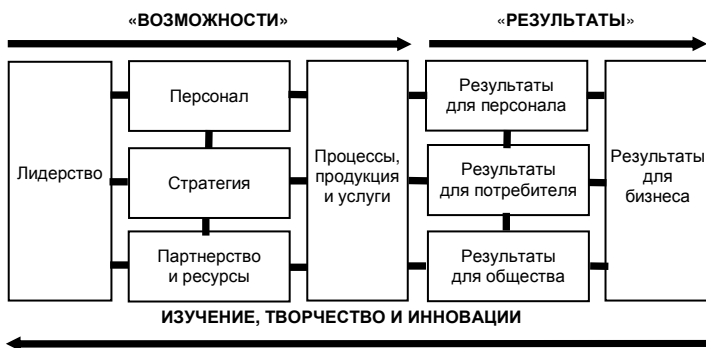 «ВОЗМОЖНОСТИ»
«РЕЗУЛЬТАТЫ»
Лидерство
Персонал
Стратегия
Партнерство
и ресурсы
Процессы,
продукция
и услуги
Результаты
для персонала
Результаты
для потребителя
Результаты
для общества
Результаты
для
бизнеса
ИЗУЧЕНИЕ, ТВОРЧЕСТВО И ИННОВАЦИИ